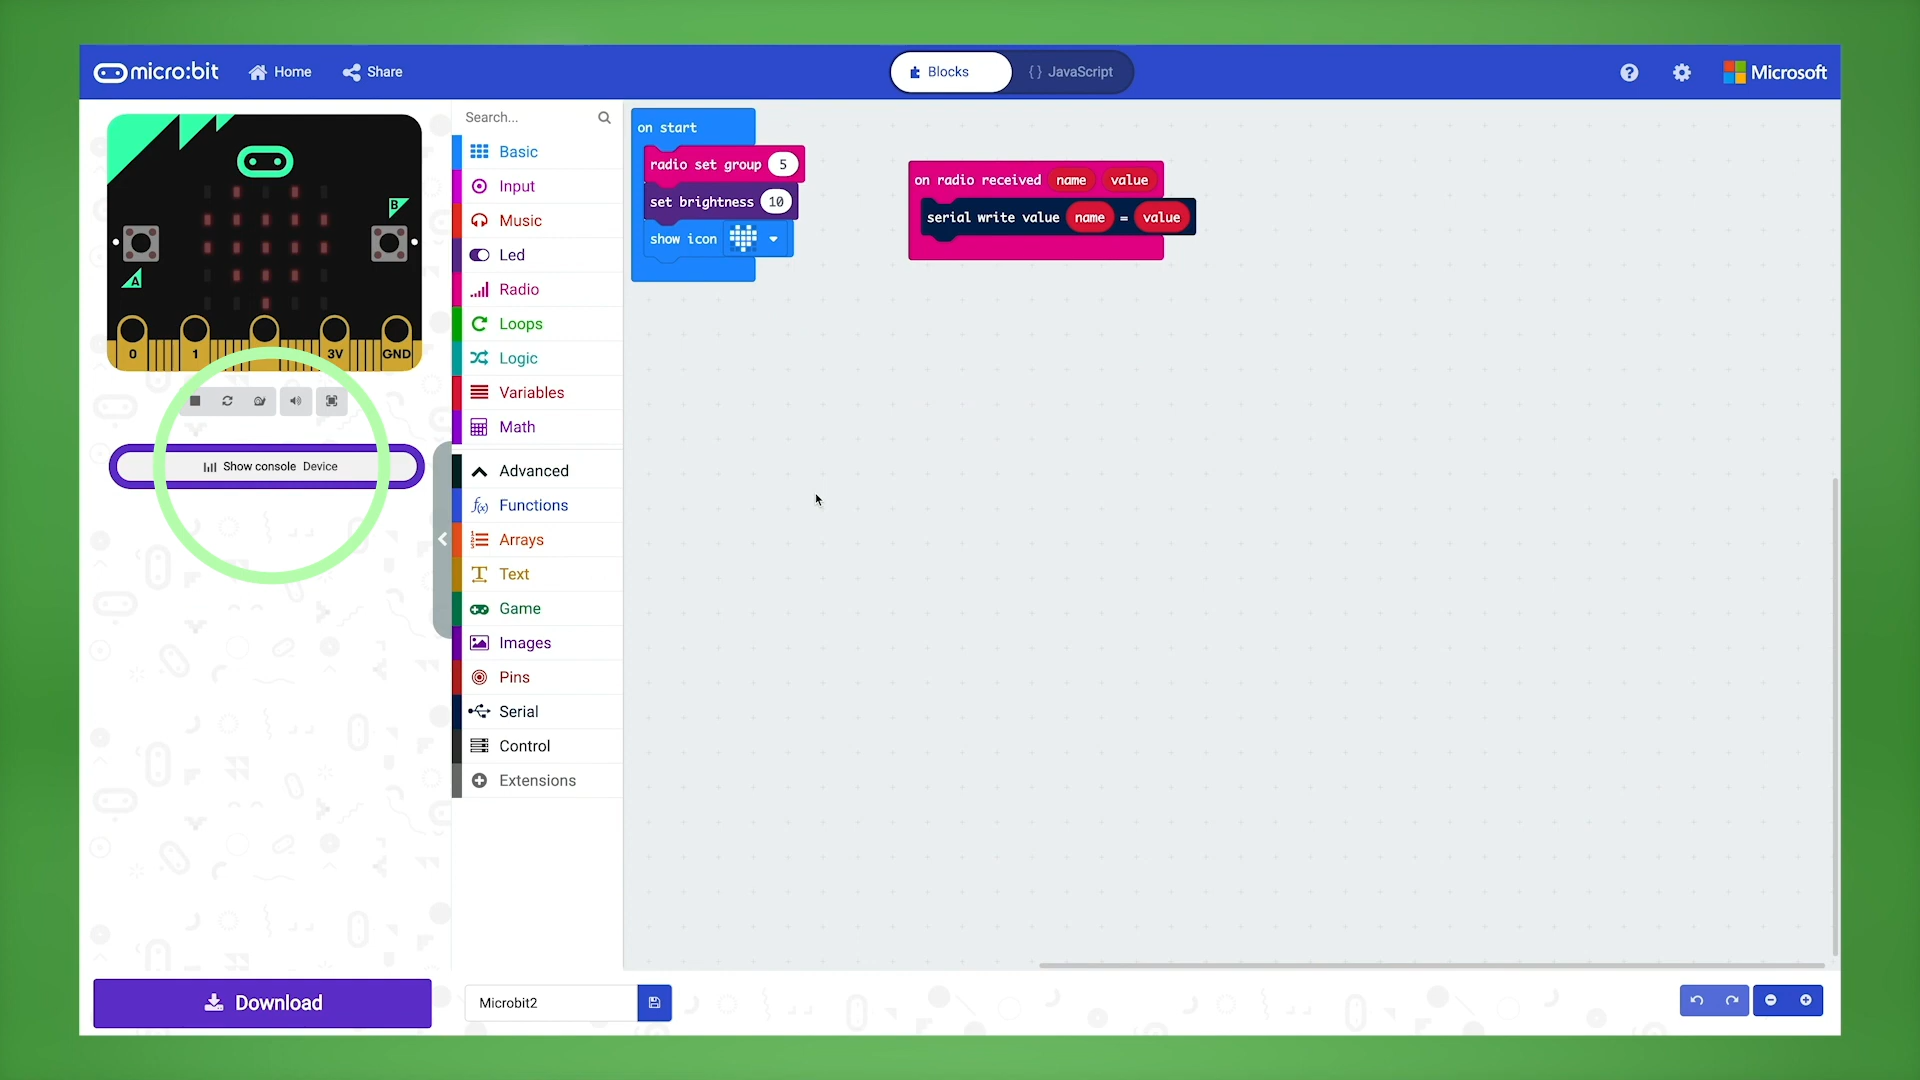 micro:bit
Home
Share
Blocks
{ } JavaScript
?
Microsoft
B
A
0
1
3V
GND
Show console Device
Search...
Basic
Input
Music
Led
Radio
Loops
Logic
Variables
Math
Advanced
f(x) Functions
Arrays
Text
Game
Images
Pins
Serial
Control
Extensions
on start
radio set group 5
set brightness 10
show icon
on radio received name value
serial write value name = value
Download
Microbit2